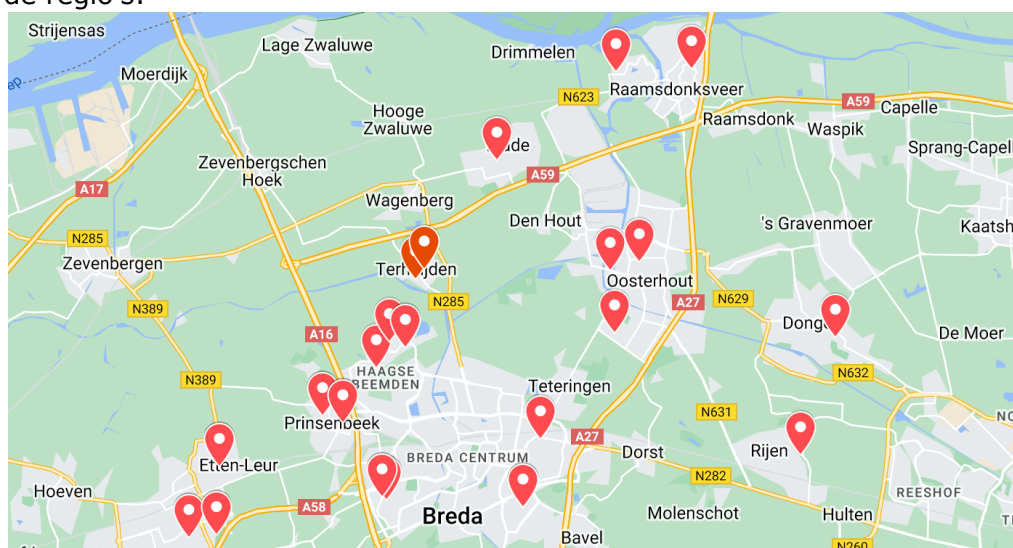 de regio's.
Strijensas
Lage Zwaluwe
Drimmelen
Moerdijk
Raamsdonksveer
N623
A59
Capelle
Hooge
Zwaluwe
Raamsdonk
Waspik
Zevenbergschen
Hoek
A59
Sprang-Capell
A17
Wagenberg
Den Hout
's Gravenmoer
Kaatsh
N285
Zevenbergen
Oosterhout
N285
N389
A27
N629
A16
De Moer
HAAGSE
BEEMDEN
N389
Teteringen
N632
Prinsenbeek
N631
A27
Etten-Leur
BREDA CENTRUM
Dorst
Rijen
N282
Hoeven
REESHOF
A58
Breda
Molenschot
Hulten
Bavel
N260